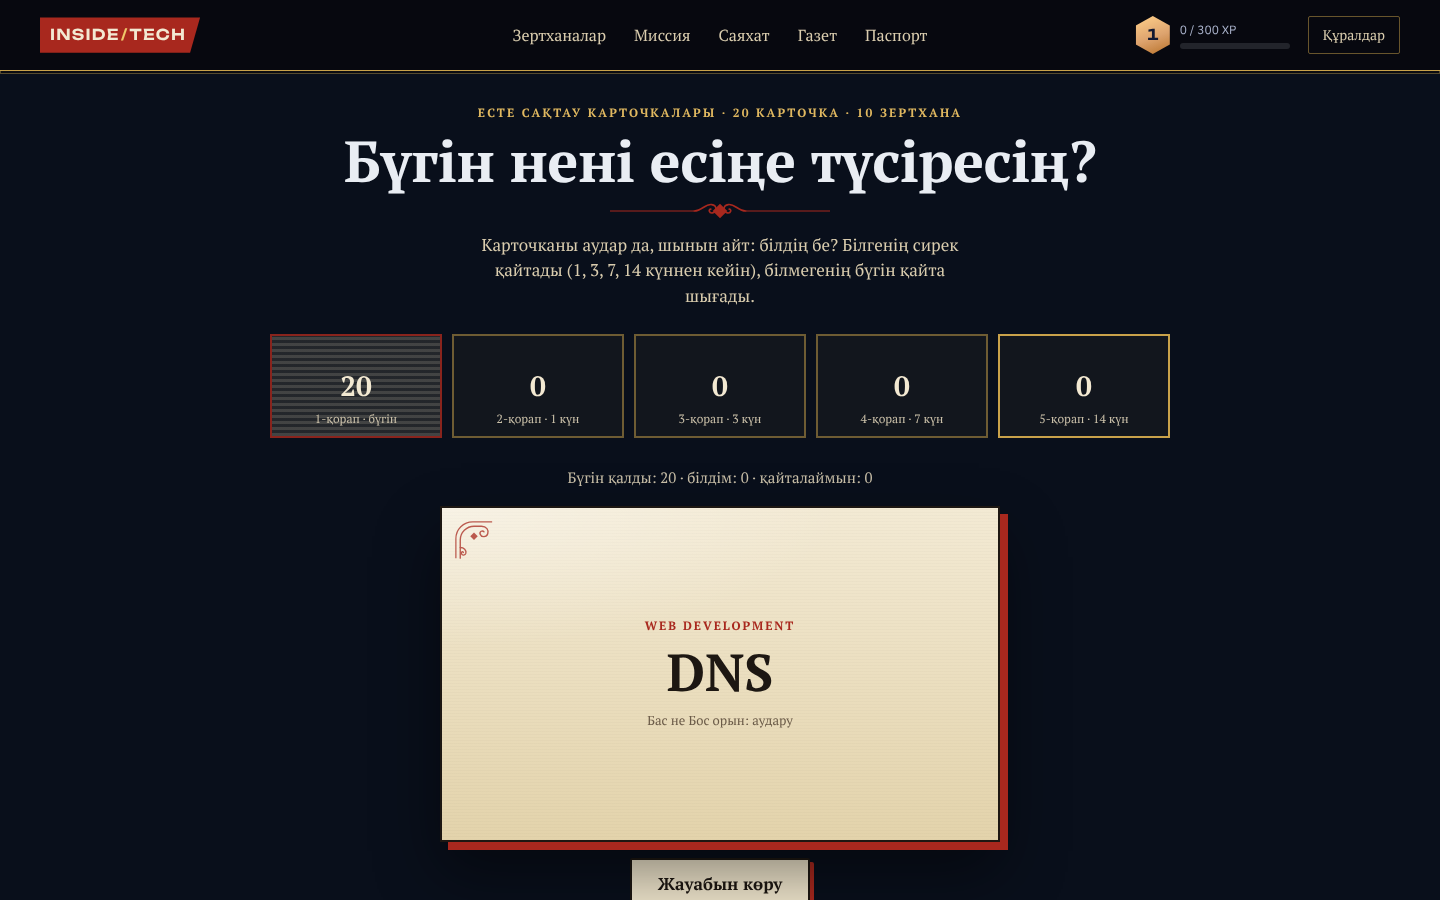 INSIDE/TECH
Зертханалар Миссия Саяхат Газет Паспорт
1
0 / 300 XP
Құралдар
ЕСТЕ САҚТАУ КАРТОЧКАЛАРЫ · 20 КАРТОЧКА · 10 ЗЕРТХАНА
Бүгін нені есіңе түсіресің?
Карточканы аудар да, шынын айт: білдің бе? Білгенің сирек
қайтады (1, 3, 7, 14 күннен кейін), білмегенің бүгін қайта
шығады.
20
1-қорап · бүгін
0
2-қорап · 1 күн
0
3-қорап · 3 күн
0
4-қорап · 7 күн
0
5-қорап · 14 күн
Бүгін қалды: 20 · білдім: 0 · қайталаймын: 0
WEB DEVELOPMENT
DNS
Бас не Бос орын: аудару
Жауабын көру